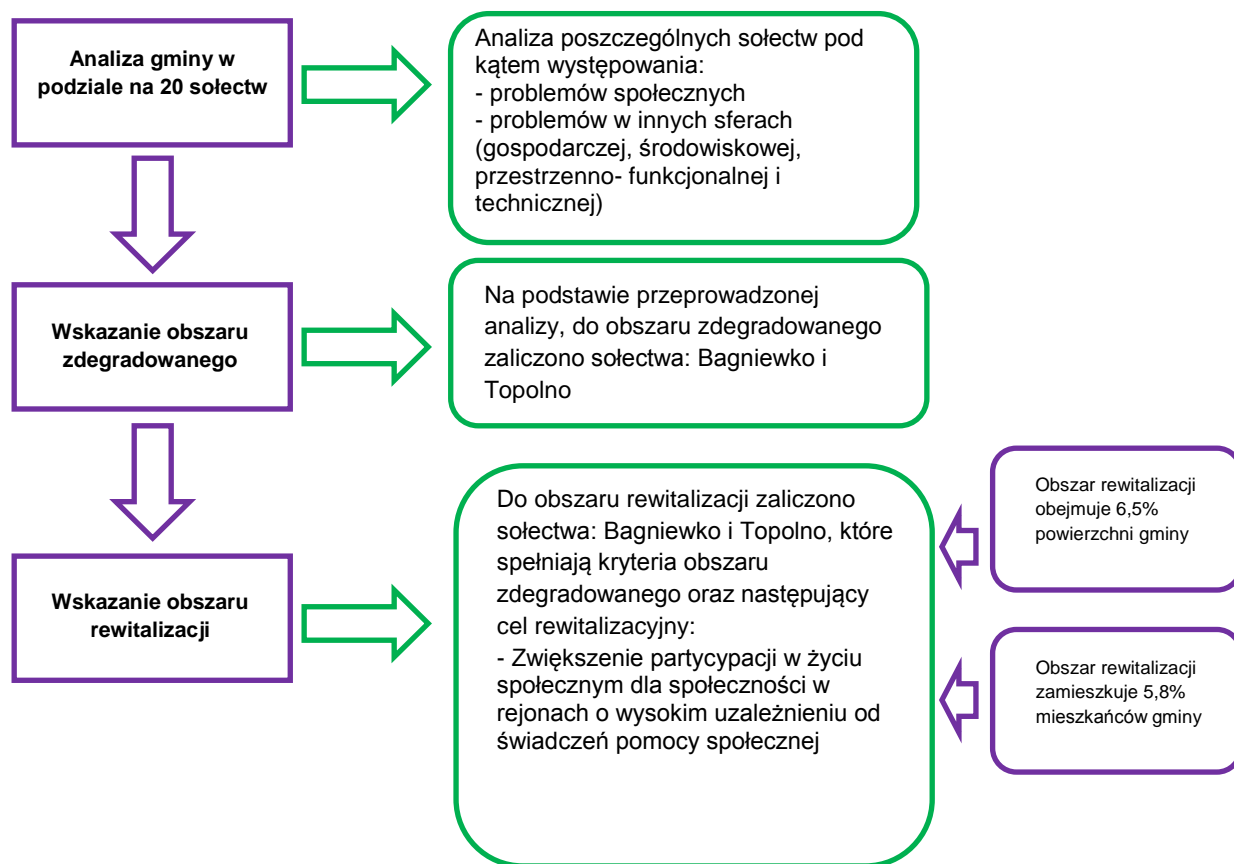 Analiza gminy w
podziale na 20 sołectw
Analiza poszczególnych sołectw pod
kątem występowania:
- problemów społecznych
- problemów w innych sferach
(gospodarczej, środowiskowej,
przestrzenno- funkcjonalnej i
technicznej)
Wskazanie obszaru
zdegradowanego
Na podstawie przeprowadzonej
analizy, do obszaru zdegradowanego
zaliczono sołectwa: Bagniewko i
Topolno
Wskazanie obszaru
rewitalizacji
Do obszaru rewitalizacji zaliczono
sołectwa: Bagniewko i Topolno, które
spełniają kryteria obszaru
zdegradowanego oraz następujący
cel rewitalizacyjny:
- Zwiększenie partycypacji w życiu
społecznym dla społeczności w
rejonach o wysokim uzależnieniu od
świadczeń pomocy społecznej
Obszar rewitalizacji
obejmuje 6,5%
powierzchni gminy
Obszar rewitalizacji
zamieszkuje 5,8%
mieszkańców gminy